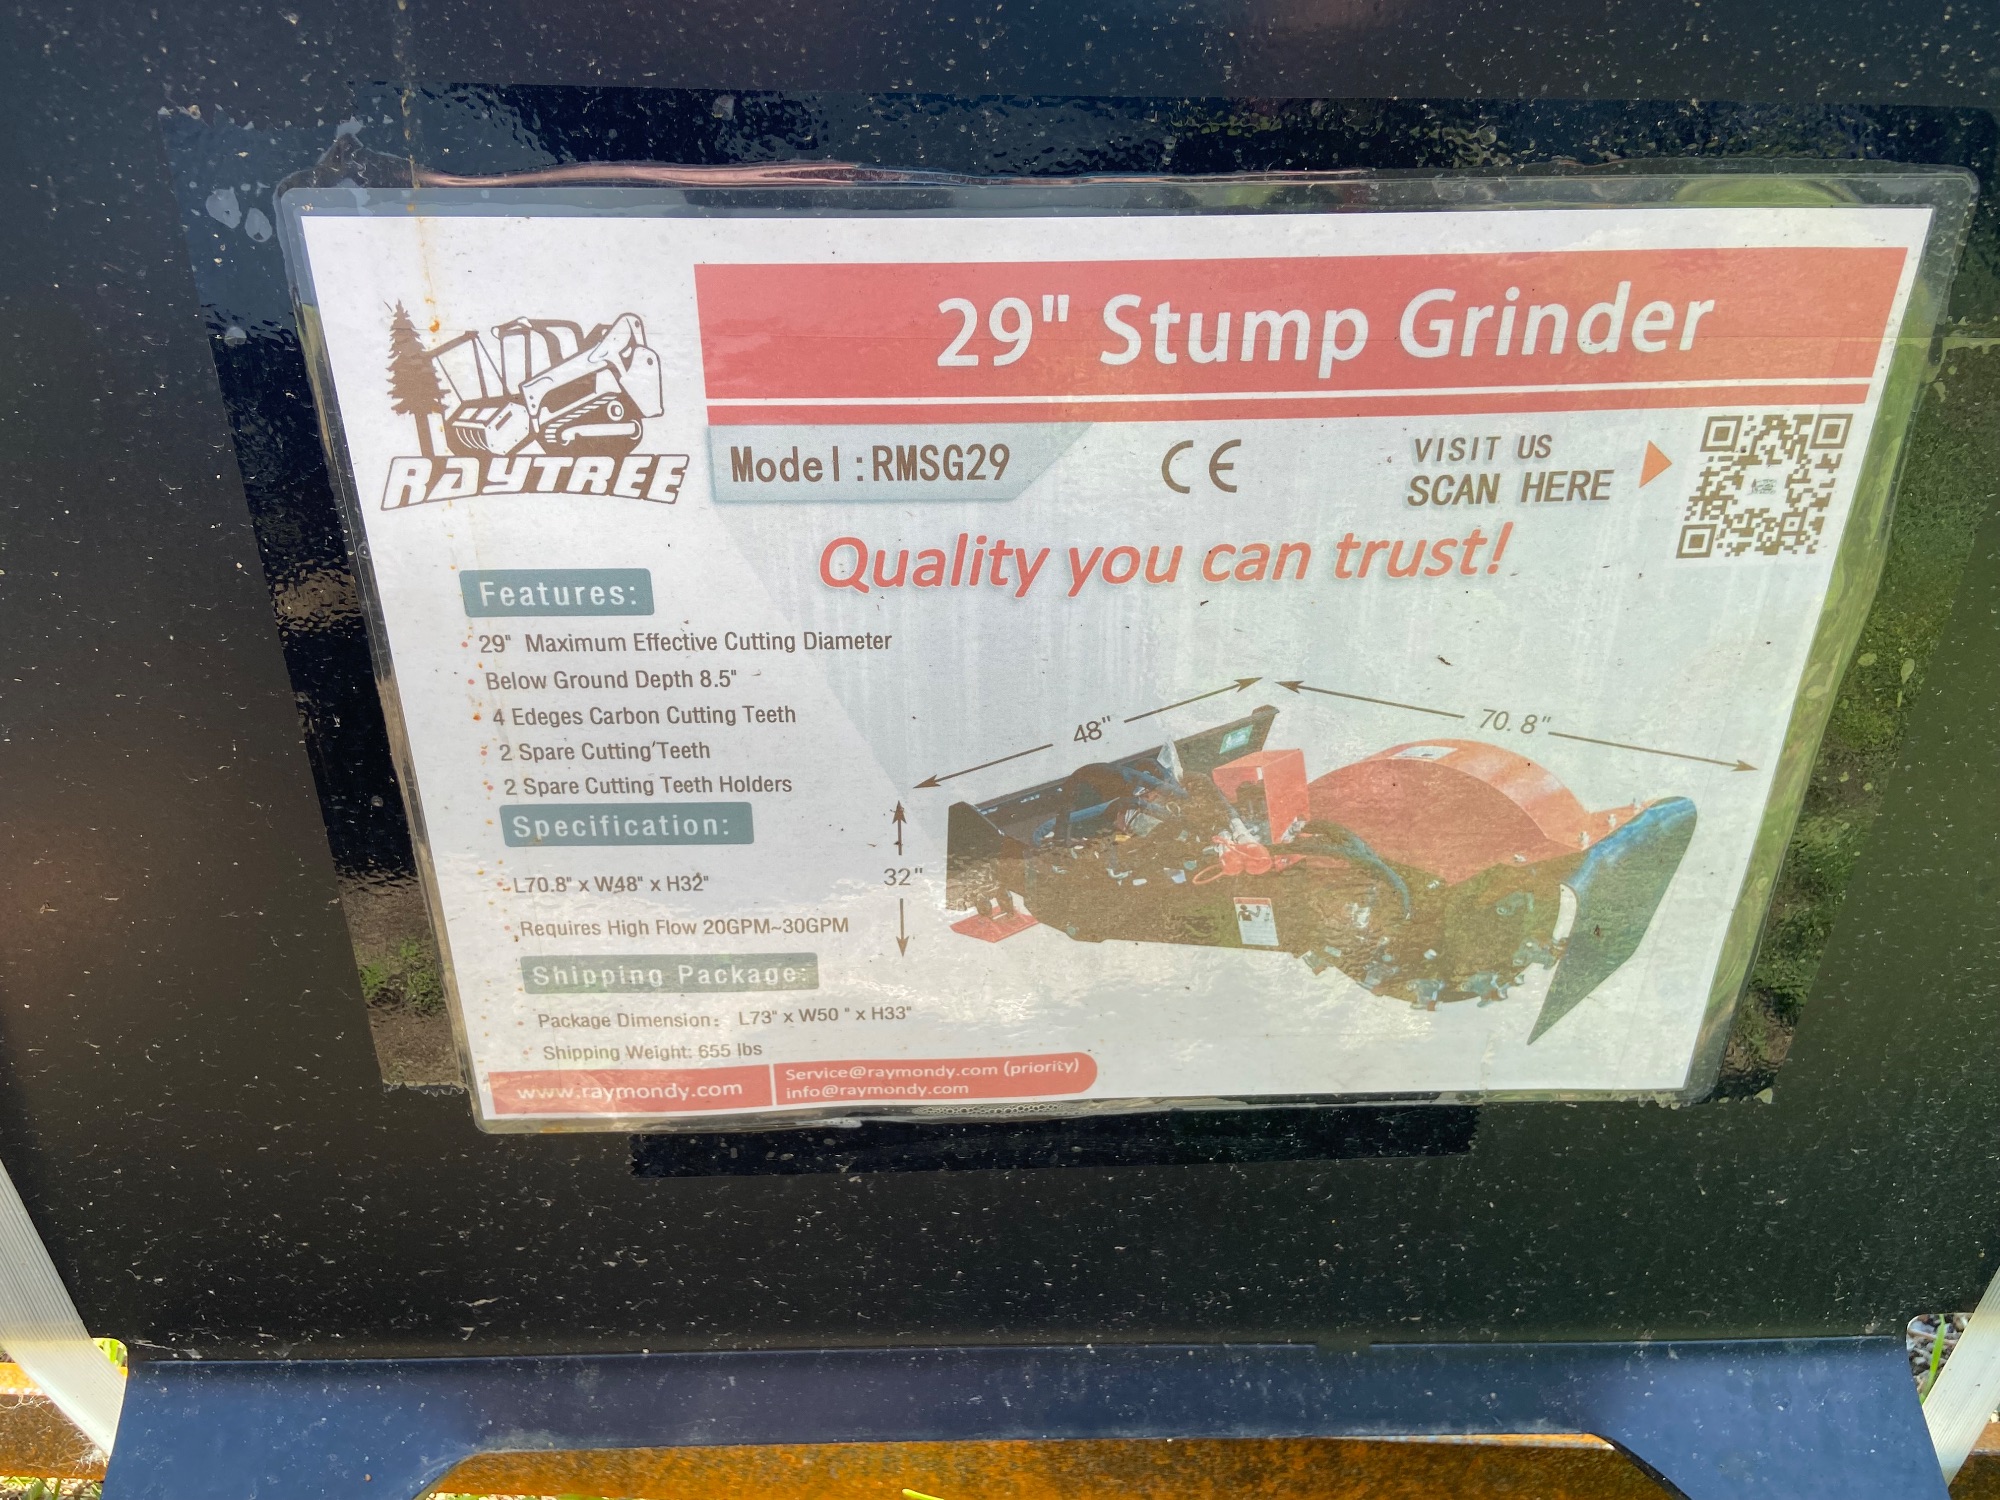 29" Stump Grinder
RAYTREE
Model:RMSG29
CE
VISIT US
SCAN HERE
Quality you can trust!
Features:
• 29" Maximum Effective Cutting Diameter
• Below Ground Depth 8.5"
• 4 Edeges Carbon Cutting Teeth
• 2 Spare Cutting Teeth
• 2 Spare Cutting Teeth Holders
48"
70.8"
32"
Specification:
• L70.8" x W48" x H32"
• Requires High Flow 20GPM~30GPM
Shipping Package:
• Package Dimension: L73" x W50 " x H33"
• Shipping Weight: 655 lbs
www.raymondy.com
Service@raymondy.com (priority)
info@raymondy.com